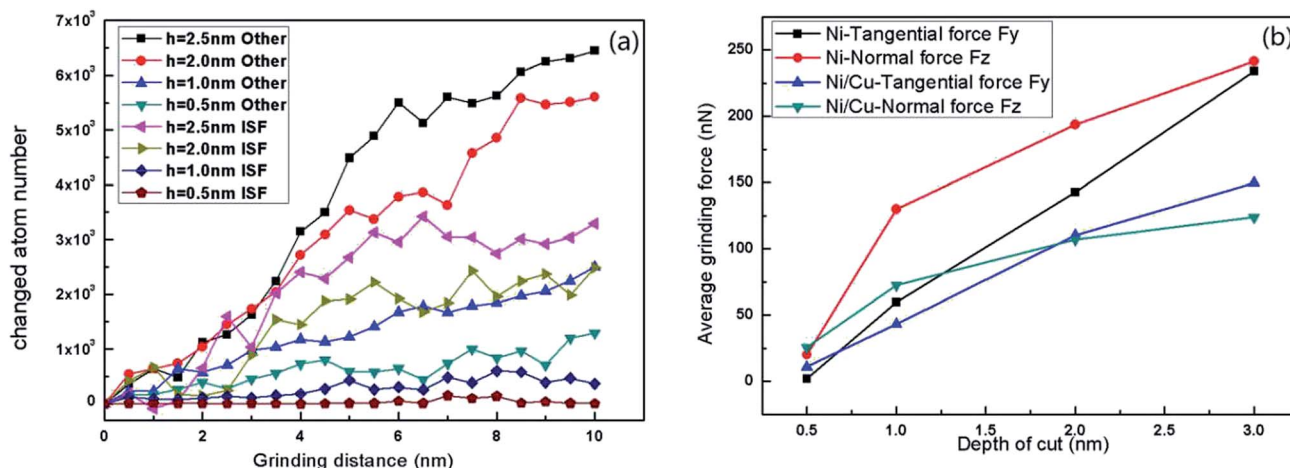 (a)
h=2.5nm Other
h=2.0nm Other
h=1.0nm Other
h=0.5nm Other
h=2.5nm ISF
h=2.0nm ISF
h=1.0nm ISF
h=0.5nm ISF
7x10³
6x10³
5x10³
4x10³
3x10³
2x10³
1x10³
0
changed atom number
0 2 4 6 8 10
Grinding distance (nm)
(b)
Ni-Tangential force Fy
Ni-Normal force Fz
Ni/Cu-Tangential force Fy
Ni/Cu-Normal force Fz
250
200
150
100
50
0
Average grinding force (nN)
0.5 1.0 1.5 2.0 2.5 3.0
Depth of cut (nm)